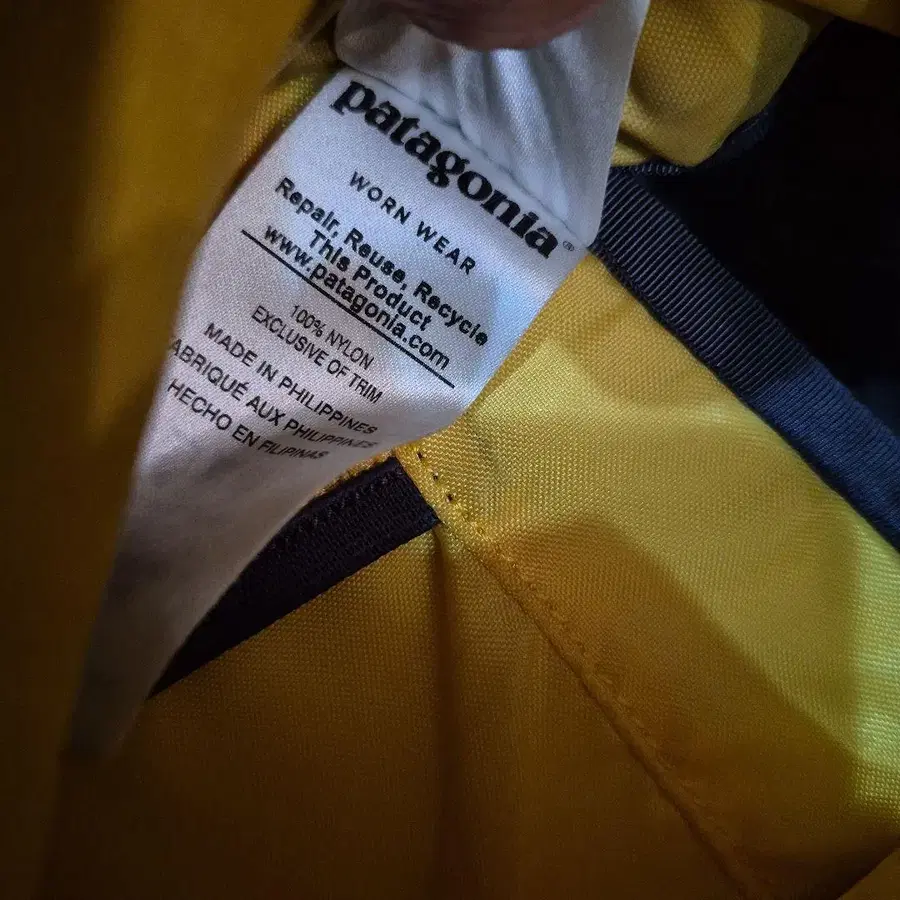 patagonia®
WORN WEAR
Repair, Reuse, Recycle
This Product
www.patagonia.com
100% NYLON
EXCLUSIVE OF TRIM
MADE IN PHILIPPINES
ABRIQUÉ AUX PHILIPPINES
HECHO EN FILIPINAS